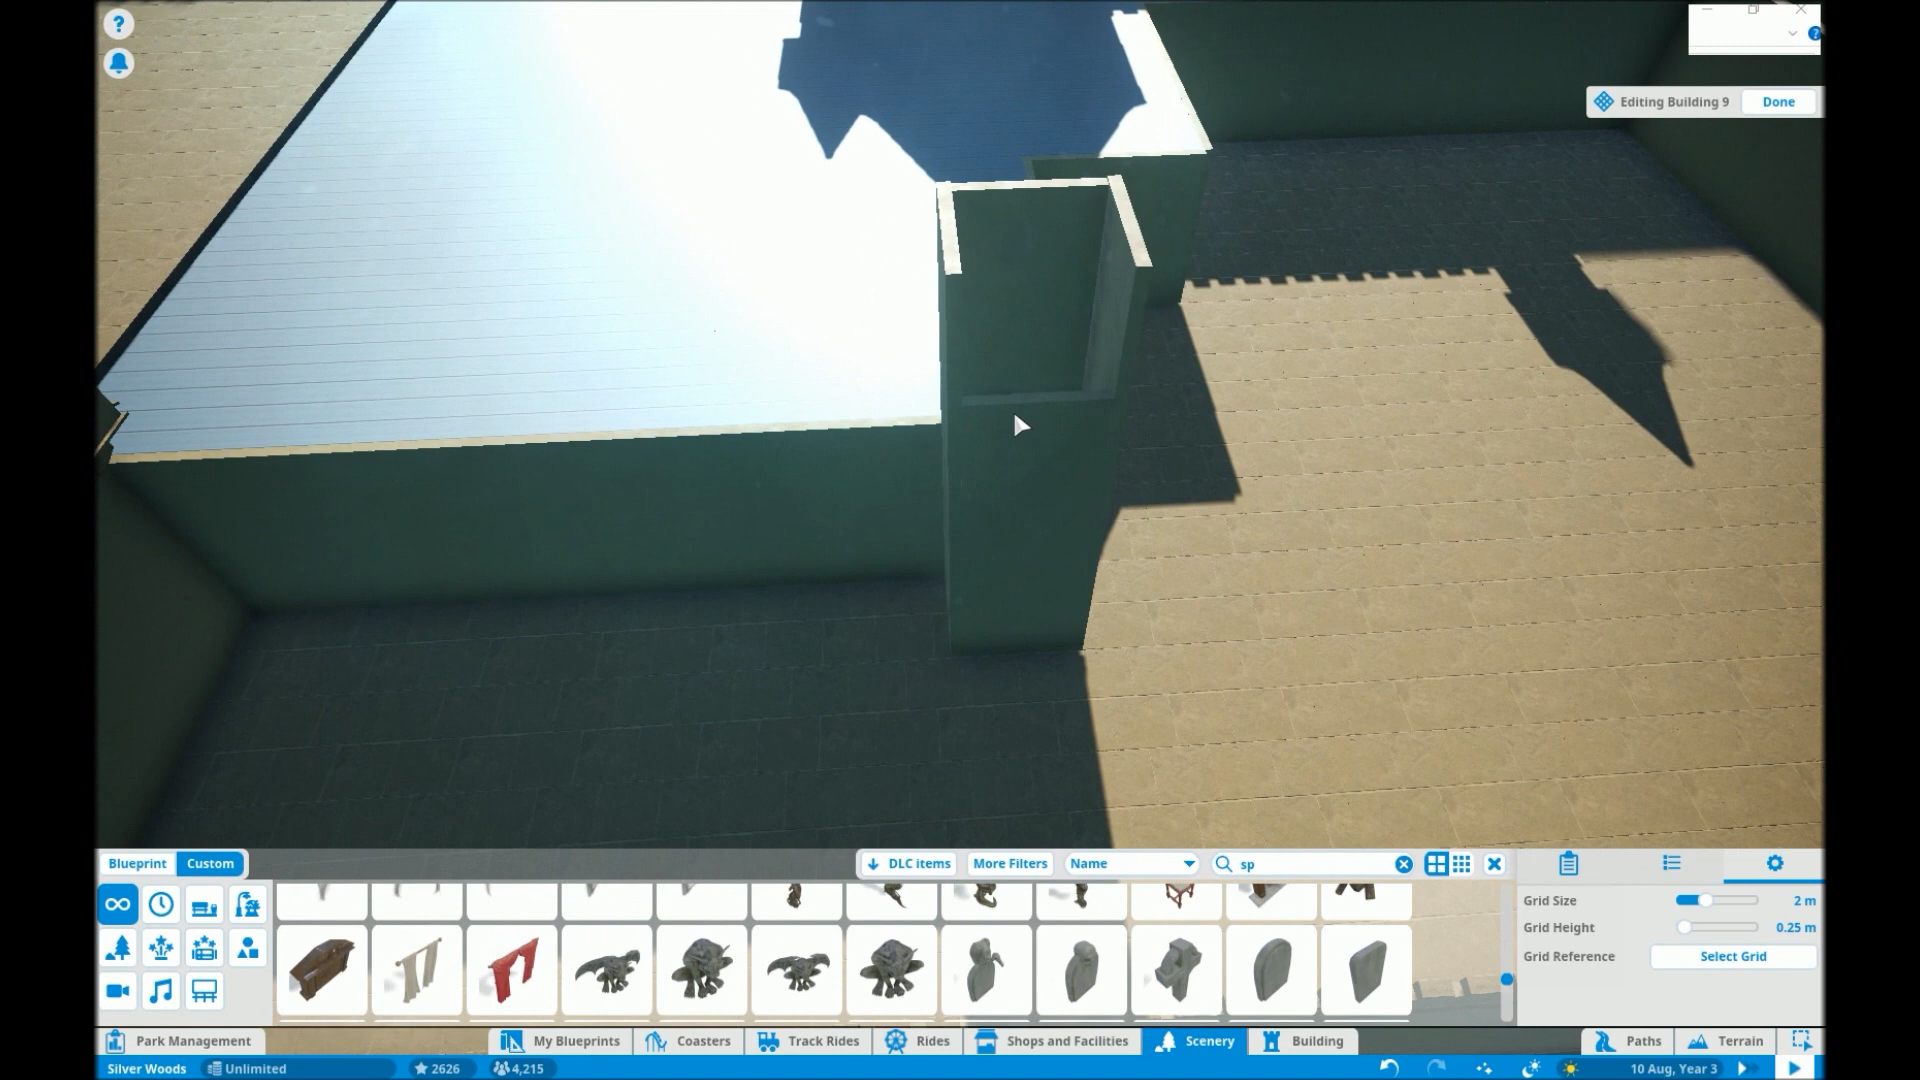 ?
?
Editing Building 9 Done
Blueprint Custom
DLC items More Filters Name sp
Grid Size 2 m
Grid Height 0.25 m
Grid Reference Select Grid
Park Management My Blueprints Coasters Track Rides Rides Shops and Facilities Scenery Building Paths Terrain
Silver Woods Unlimited 2626 4,215 10 Aug, Year 3